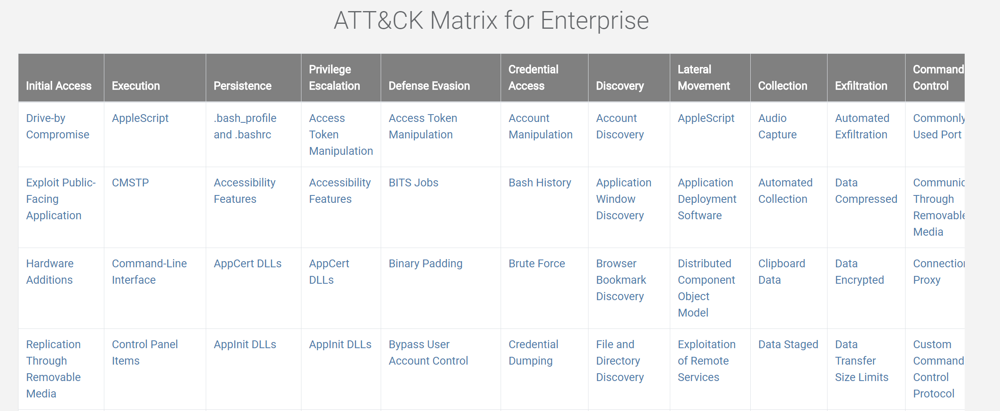 ATT&CK Matrix for Enterprise
Initial Access
Execution
Persistence
Privilege
Escalation
Defense Evasion
Credential
Access
Discovery
Lateral
Movement
Collection
Exfiltration
Command
Control
Drive-by
Compromise
AppleScript
.bash_profile
and .bashrc
Access
Token
Manipulation
Access Token
Manipulation
Account
Manipulation
Account
Discovery
AppleScript
Audio
Capture
Automated
Exfiltration
Commonly
Used Port
Exploit Public-
Facing
Application
CMSTP
Accessibility
Features
Accessibility
Features
BITS Jobs
Bash History
Application
Window
Discovery
Application
Deployment
Software
Automated
Collection
Data
Compressed
Through
Removable
Media
Hardware
Additions
Command-Line
Interface
AppCert DLLs
AppCert
DLLs
Binary Padding
Brute Force
Browser
Bookmark
Discovery
Distributed
Component
Object
Model
Clipboard
Data
Data
Encrypted
Connection
Proxy
Replication
Through
Removable
Media
Control Panel
Items
AppInit DLLs
AppInit DLLs
Bypass User
Account Control
Credential
Dumping
File and
Directory
Discovery
Exploitation
of Remote
Services
Data Staged
Data
Transfer
Size Limits
Custom
Command
Control
Protocol